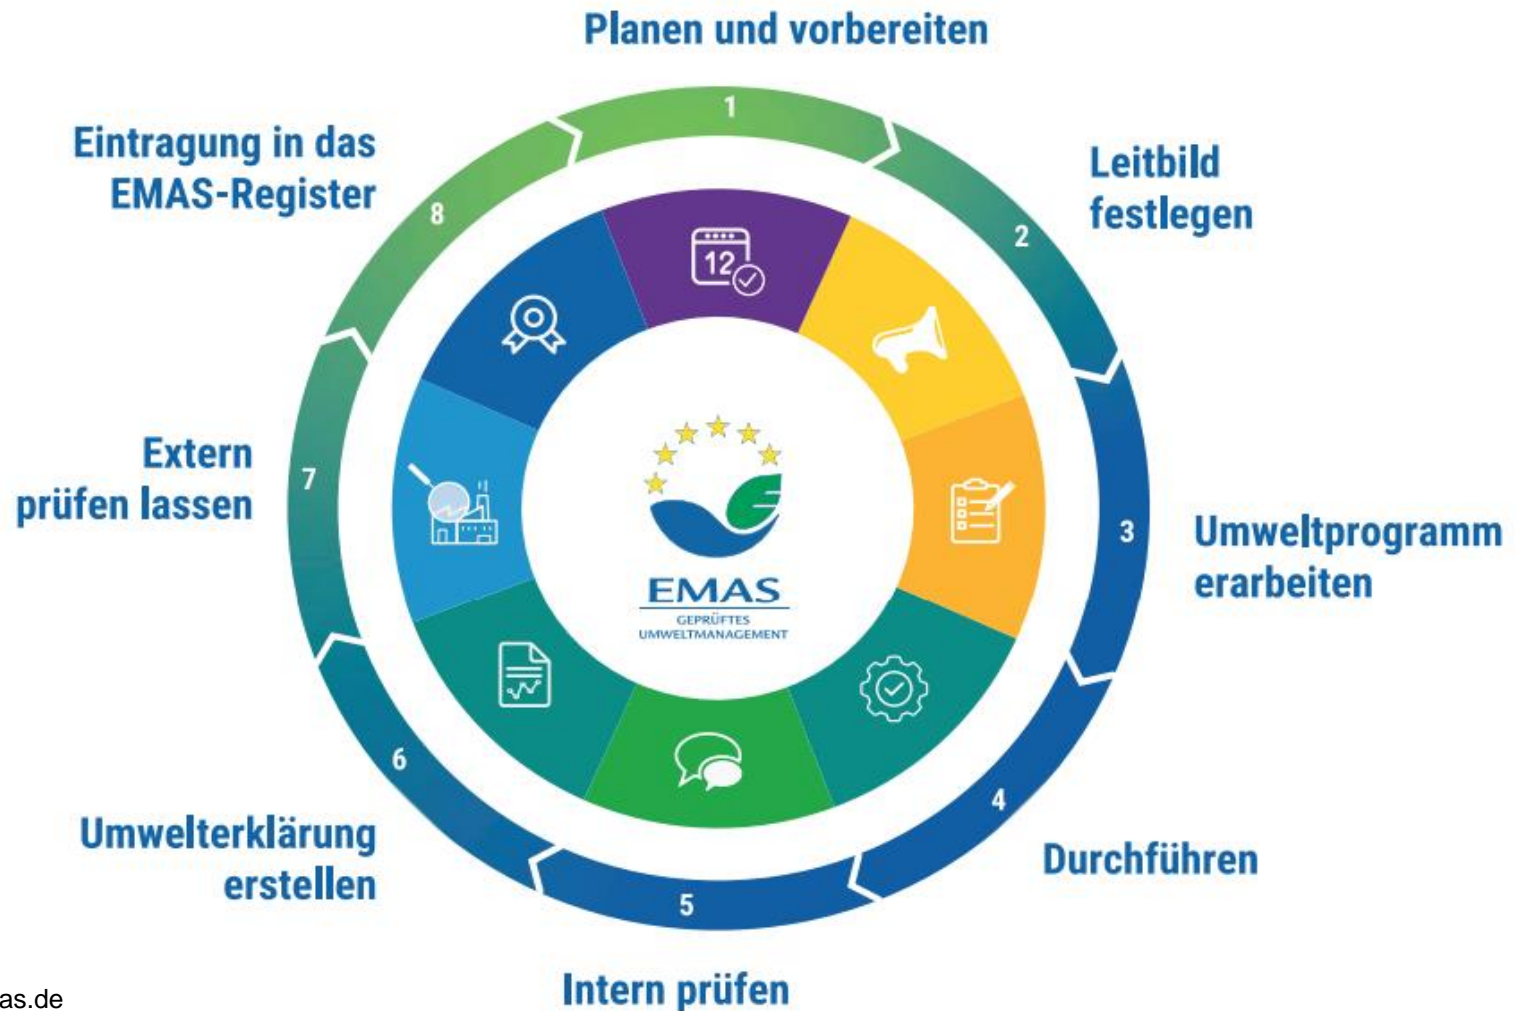 Planen und vorbereiten
1
Leitbild
festlegen
2
3
Umweltprogramm
erarbeiten
4
Durchführen
5
Intern prüfen
6
Umwelterklärung
erstellen
7
Extern
prüfen lassen
8
Eintragung in das
EMAS-Register
12
EMAS
GEPRÜFTES
UMWELTMANAGEMENT
as.de